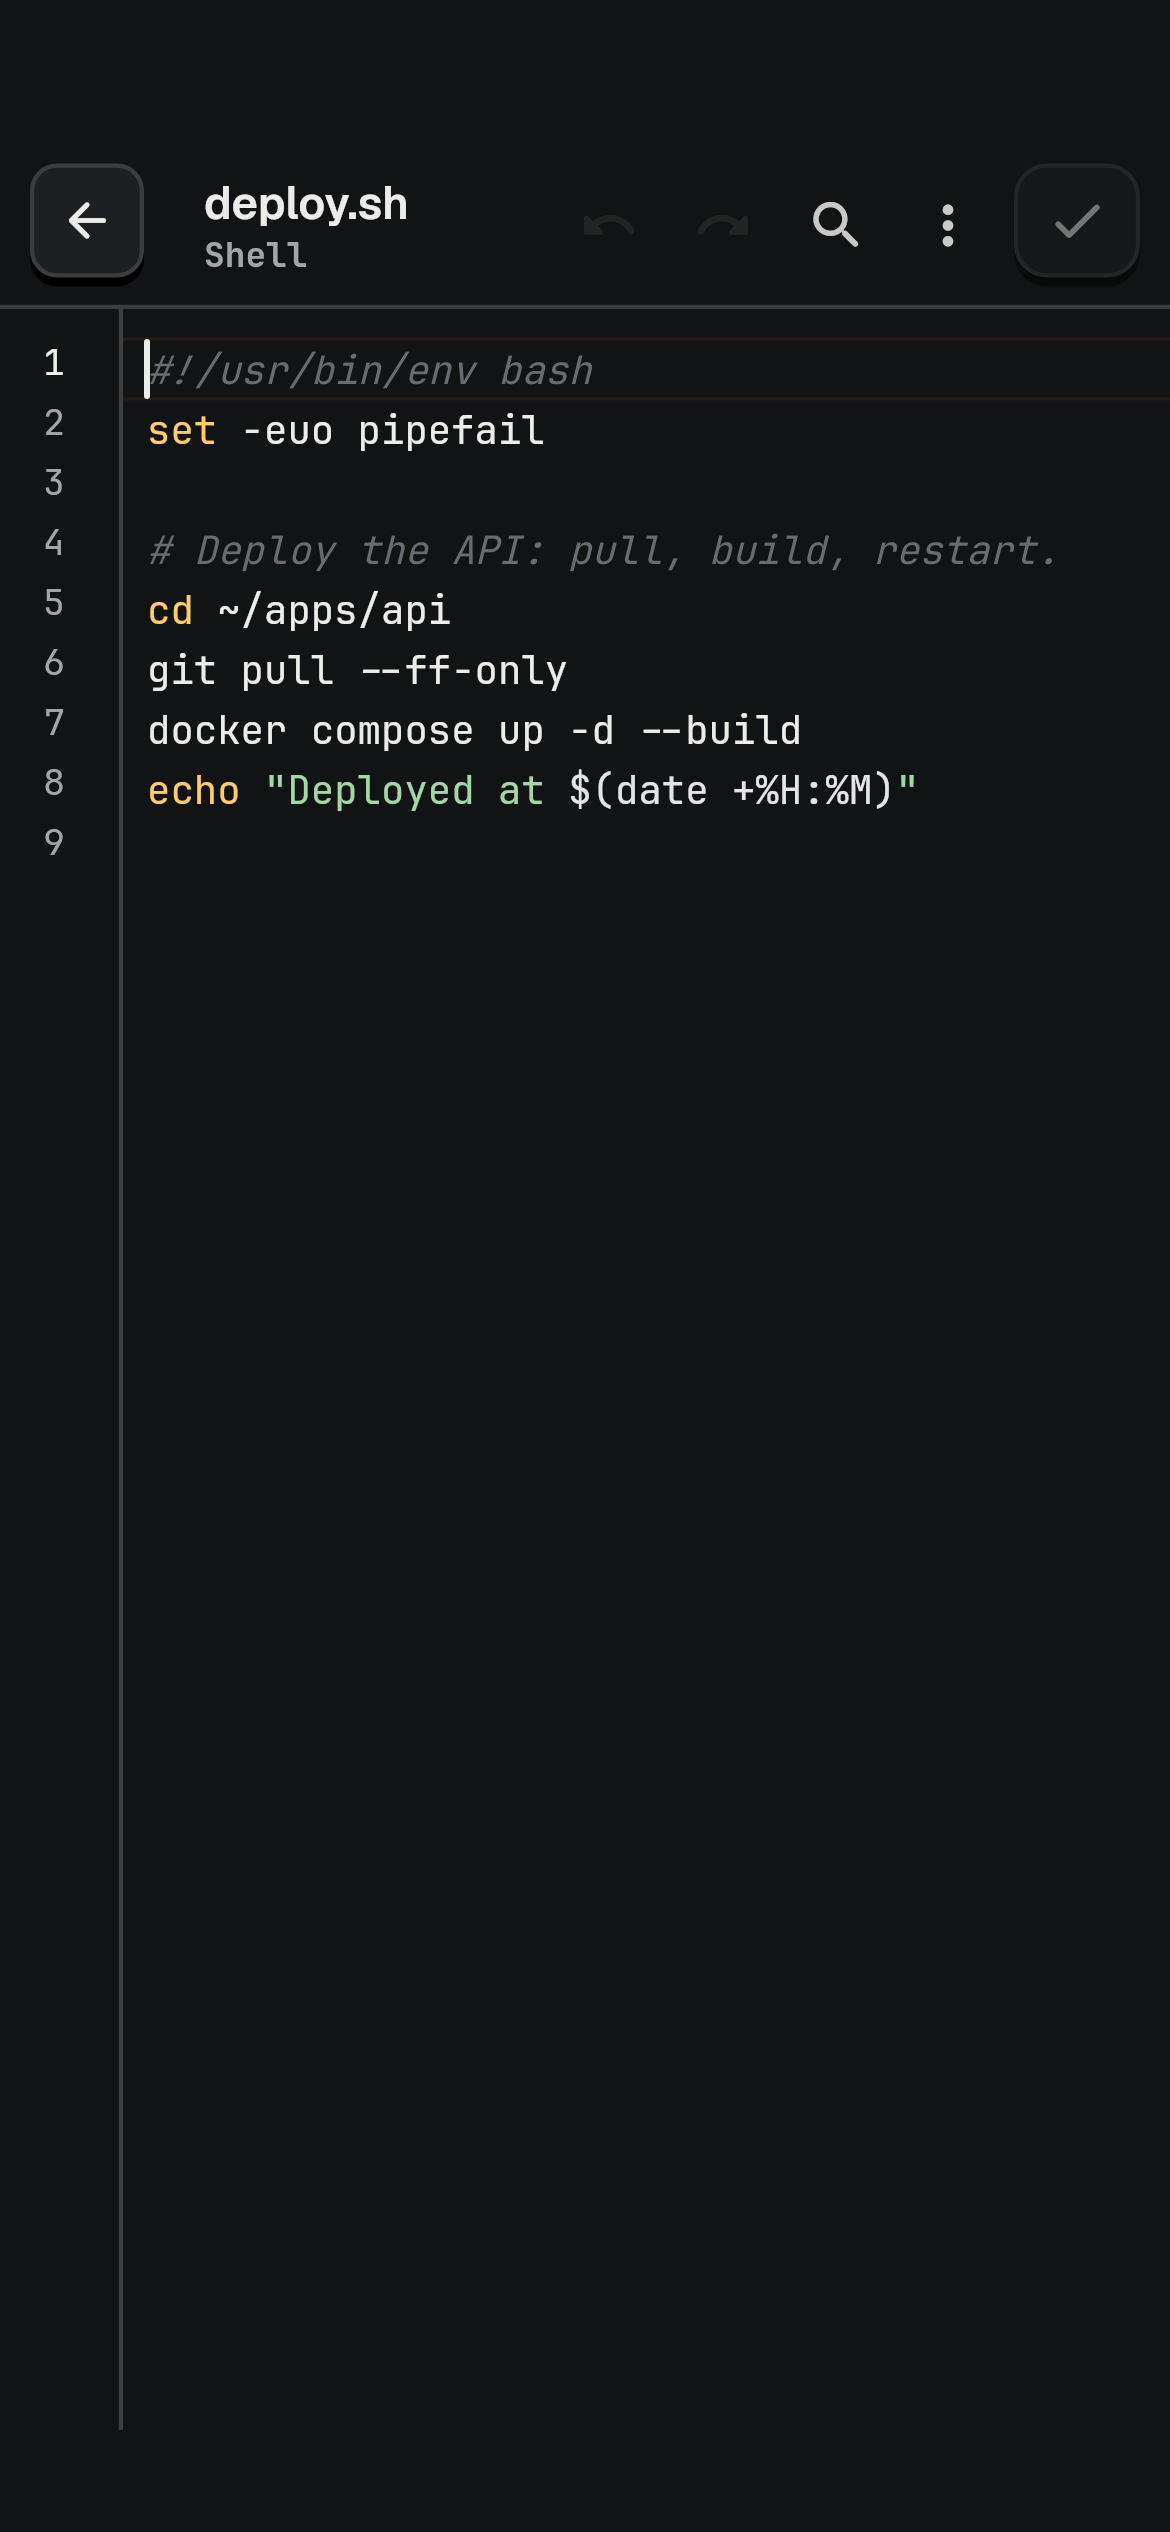 deploy.sh
Shell
1 #!/usr/bin/env bash
2 set -euo pipefail
3
4 # Deploy the API: pull, build, restart.
5 cd ~/apps/api
6 git pull --ff-only
7 docker compose up -d --build
8 echo "Deployed at $(date +%H:%M)"
9